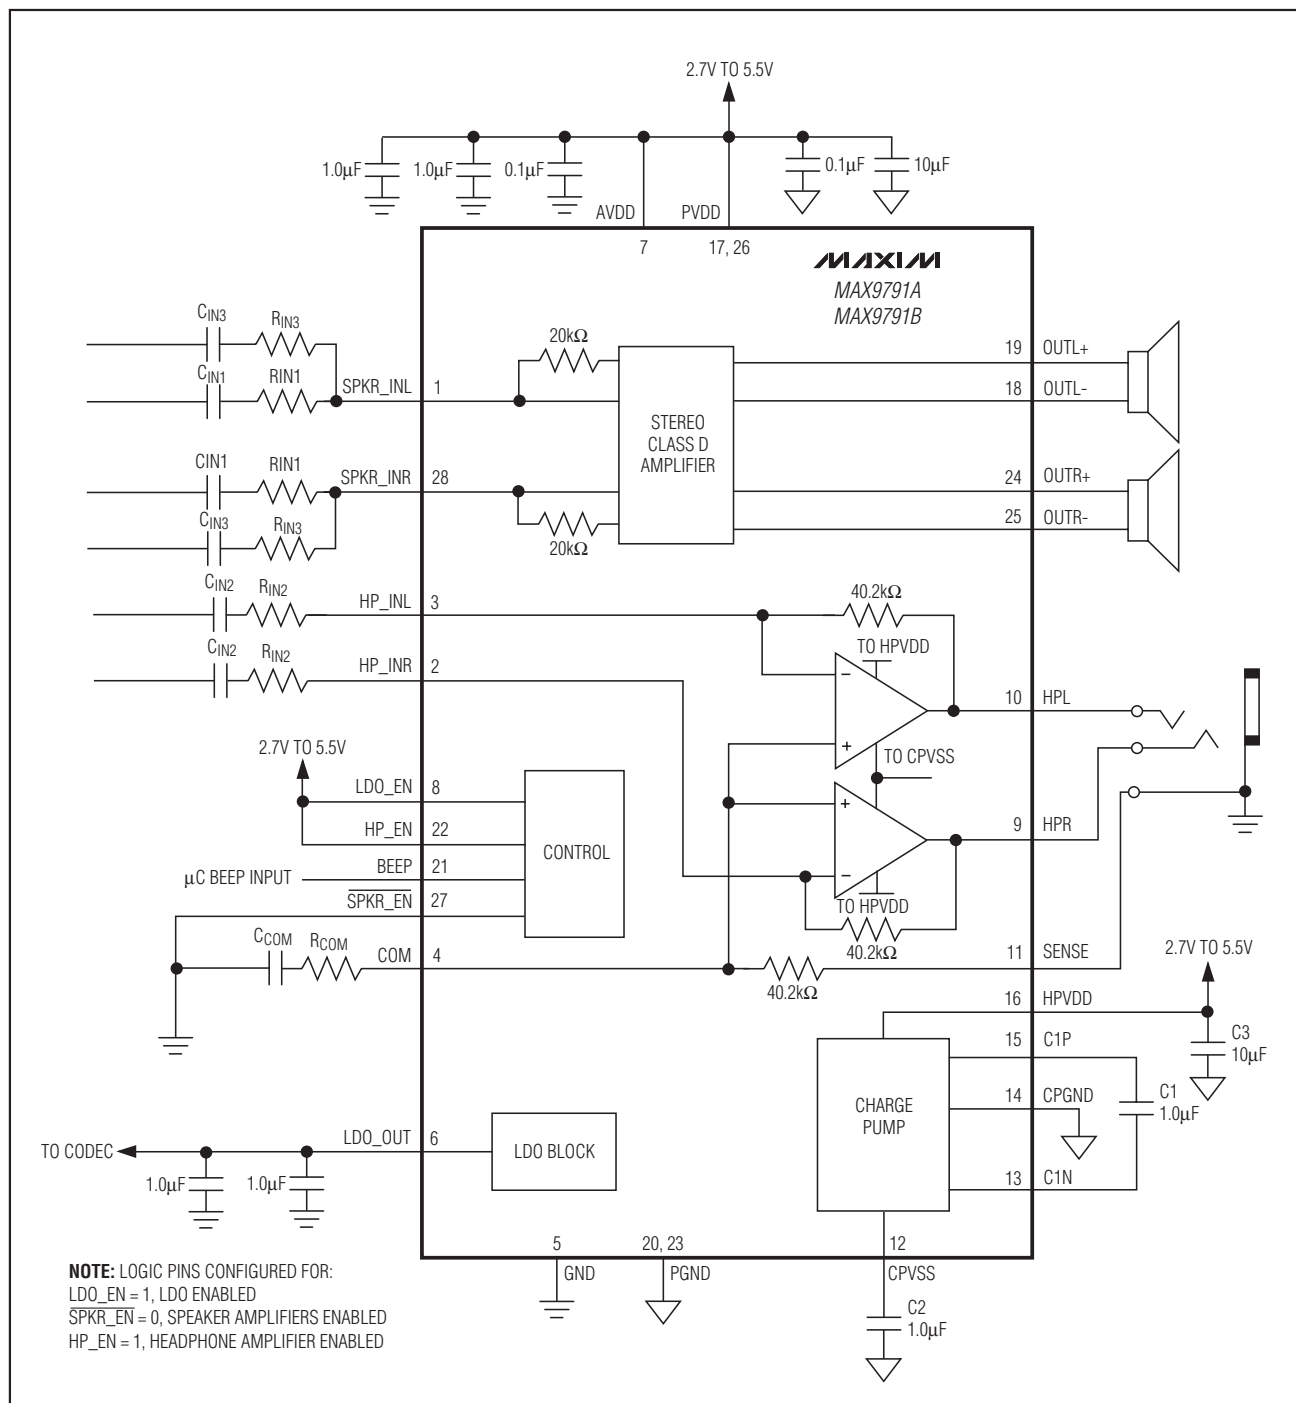 2.7V TO 5.5V
1.0µF
1.0µF
0.1µF
0.1µF
10µF
AVDD
PVDD
7
17, 26
MAXIM
MAX9791A
MAX9791B
CIN3
RIN3
20kΩ
19
OUTL+
CIN1
RIN1
SPKR_INL
1
18
OUTL-
STEREO
CLASS D
AMPLIFIER
CIN1
RIN1
SPKR_INR
28
24
OUTR+
CIN3
RIN3
20kΩ
25
OUTR-
CIN2
RIN2
HP_INL
3
40.2kΩ
TO HPVDD
CIN2
RIN2
HP_INR
2
−
10
HPL
+
2.7V TO 5.5V
TO CPVSS
LDO_EN
8
+
HP_EN
22
9
HPR
CONTROL
µC BEEP INPUT
BEEP
21
−
SPKR_EN
27
TO HPVDD
40.2kΩ
CCOM
RCOM
COM
4
40.2kΩ
11
SENSE
2.7V TO 5.5V
16
HPVDD
15
C1P
C3
10µF
CHARGE
PUMP
14
CPGND
C1
1.0µF
13
C1N
TO CODEC
LDO_OUT
6
LDO BLOCK
1.0µF
1.0µF
5
20, 23
12
GND
PGND
CPVSS
C2
1.0µF
NOTE: LOGIC PINS CONFIGURED FOR:
LDO_EN = 1, LDO ENABLED
SPKR_EN = 0, SPEAKER AMPLIFIERS ENABLED
HP_EN = 1, HEADPHONE AMPLIFIER ENABLED